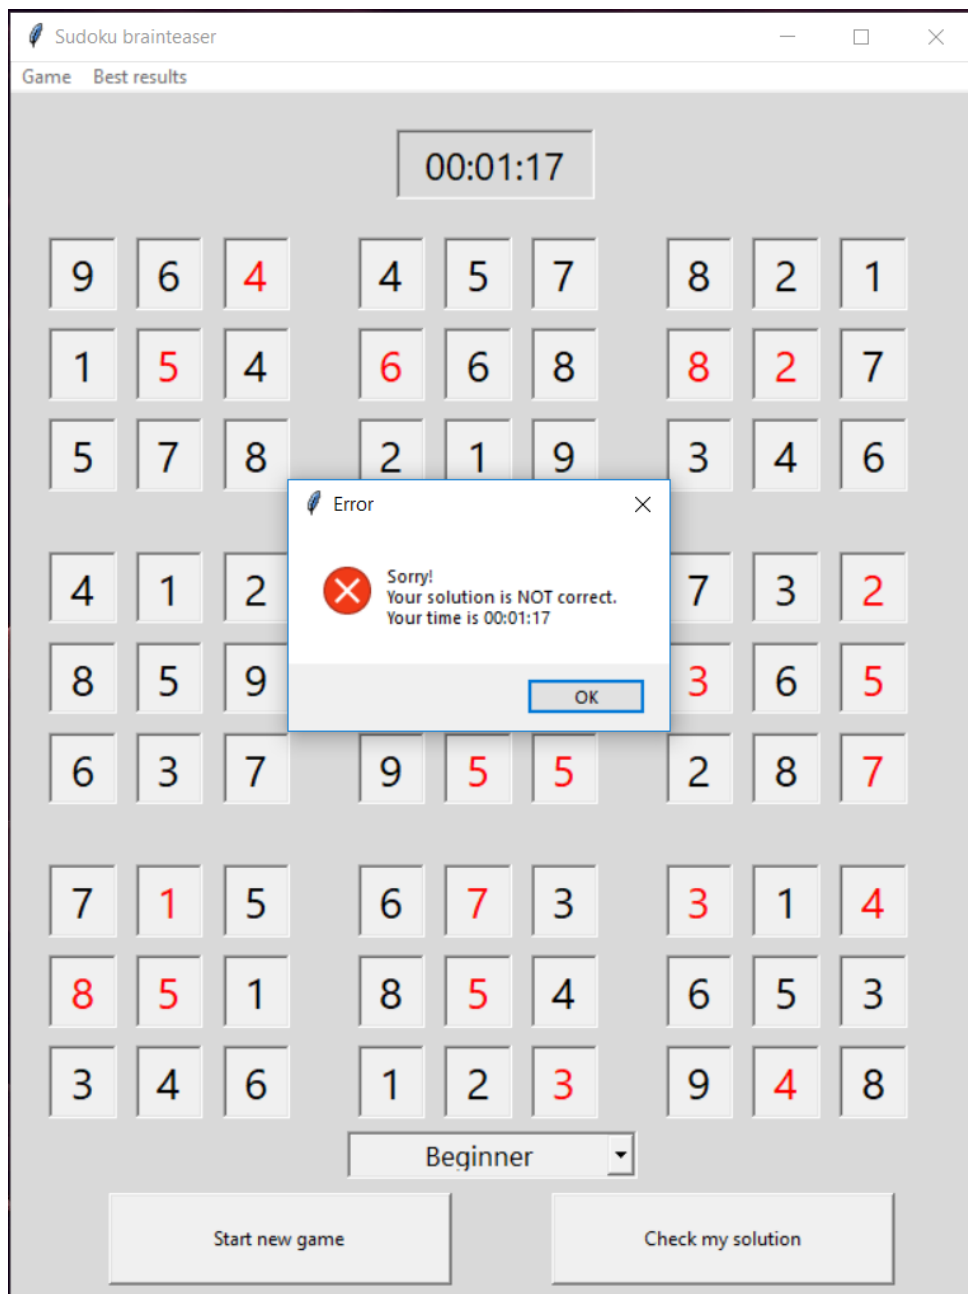 Sudoku brainteaser
Game Best results
00:01:17
9 6 4 4 5 7 8 2 1
1 5 4 6 6 8 8 2 7
5 7 8 2 1 9 3 4 6
Error
4 1 2 7 3 2
Sorry!
Your solution is NOT correct.
Your time is 00:01:17
8 5 9 3 6 5
OK
6 3 7 9 5 5 2 8 7
7 1 5 6 7 3 3 1 4
8 5 1 8 5 4 6 5 3
3 4 6 1 2 3 9 4 8
Beginner
Start new game Check my solution